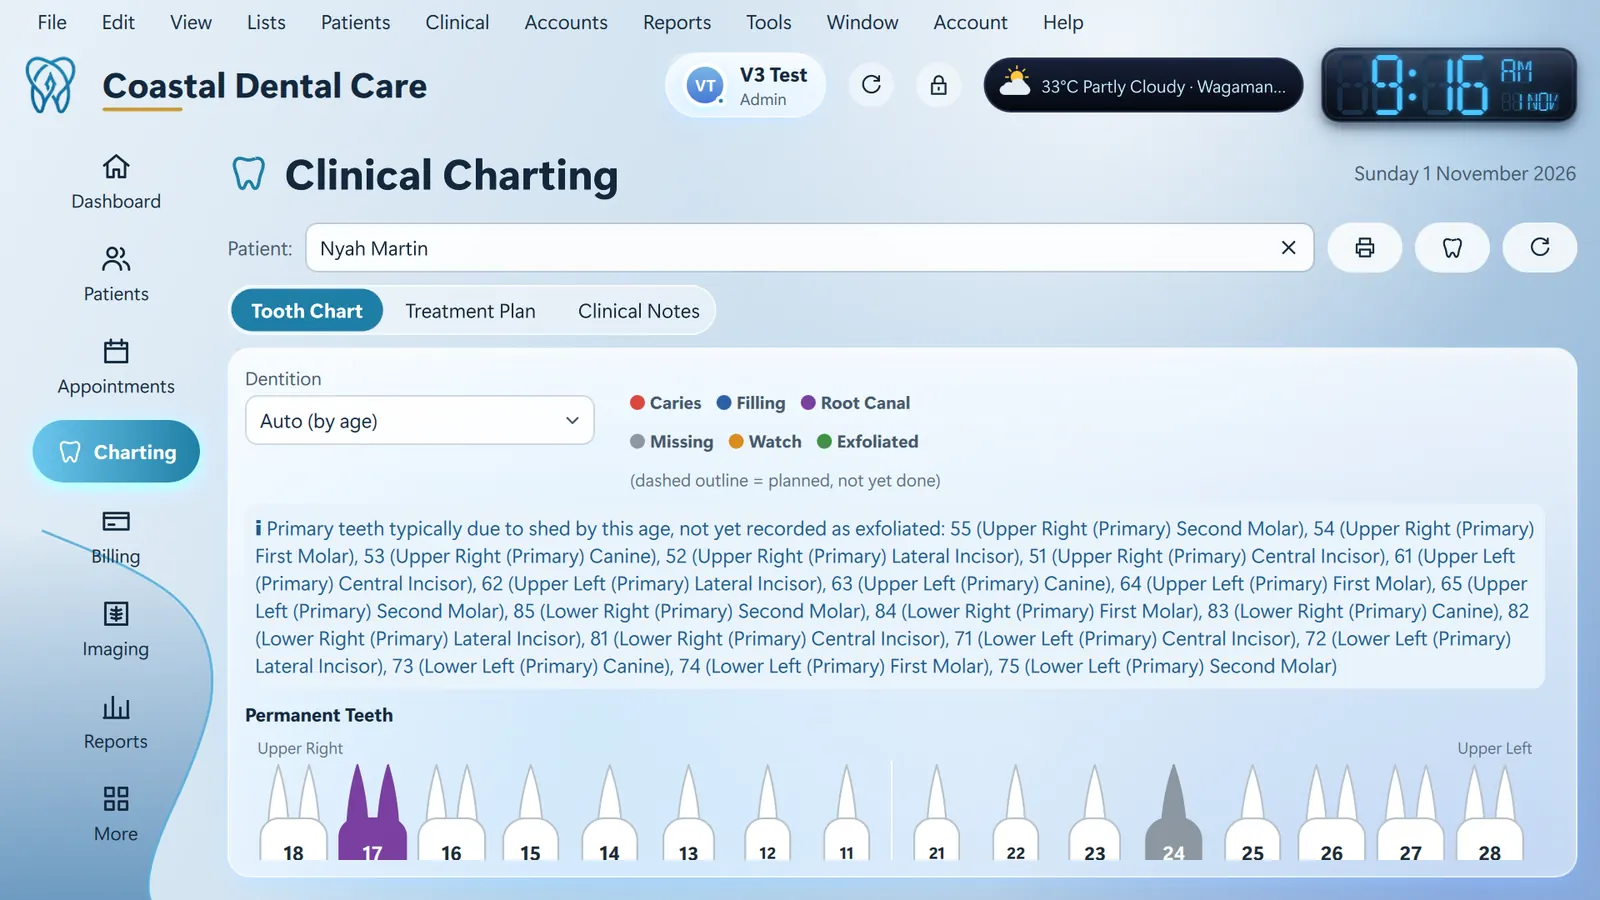 File Edit View Lists Patients Clinical Accounts Reports Tools Window Account Help
Coastal Dental Care
VT
V3 Test
Admin
33°C Partly Cloudy · Wagaman...
9:16
AM
1 NOV
Dashboard
Patients
Appointments
Charting
Billing
Imaging
Reports
More
Clinical Charting
Sunday 1 November 2026
Patient: Nyah Martin
Tooth Chart Treatment Plan Clinical Notes
Dentition
Auto (by age)
Caries Filling Root Canal
Missing Watch Exfoliated
(dashed outline = planned, not yet done)
Primary teeth typically due to shed by this age, not yet recorded as exfoliated: 55 (Upper Right (Primary) Second Molar), 54 (Upper Right (Primary)
First Molar), 53 (Upper Right (Primary) Canine), 52 (Upper Right (Primary) Lateral Incisor), 51 (Upper Right (Primary) Central Incisor), 61 (Upper Left
(Primary) Central Incisor), 62 (Upper Left (Primary) Lateral Incisor), 63 (Upper Left (Primary) Canine), 64 (Upper Left (Primary) First Molar), 65 (Upper
Left (Primary) Second Molar), 85 (Lower Right (Primary) Second Molar), 84 (Lower Right (Primary) First Molar), 83 (Lower Right (Primary) Canine), 82
(Lower Right (Primary) Lateral Incisor), 81 (Lower Right (Primary) Central Incisor), 71 (Lower Left (Primary) Central Incisor), 72 (Lower Left (Primary)
Lateral Incisor), 73 (Lower Left (Primary) Canine), 74 (Lower Left (Primary) First Molar), 75 (Lower Left (Primary) Second Molar)
Permanent Teeth
Upper Right Upper Left
18 17 16 15 14 13 12 11 21 22 23 24 25 26 27 28